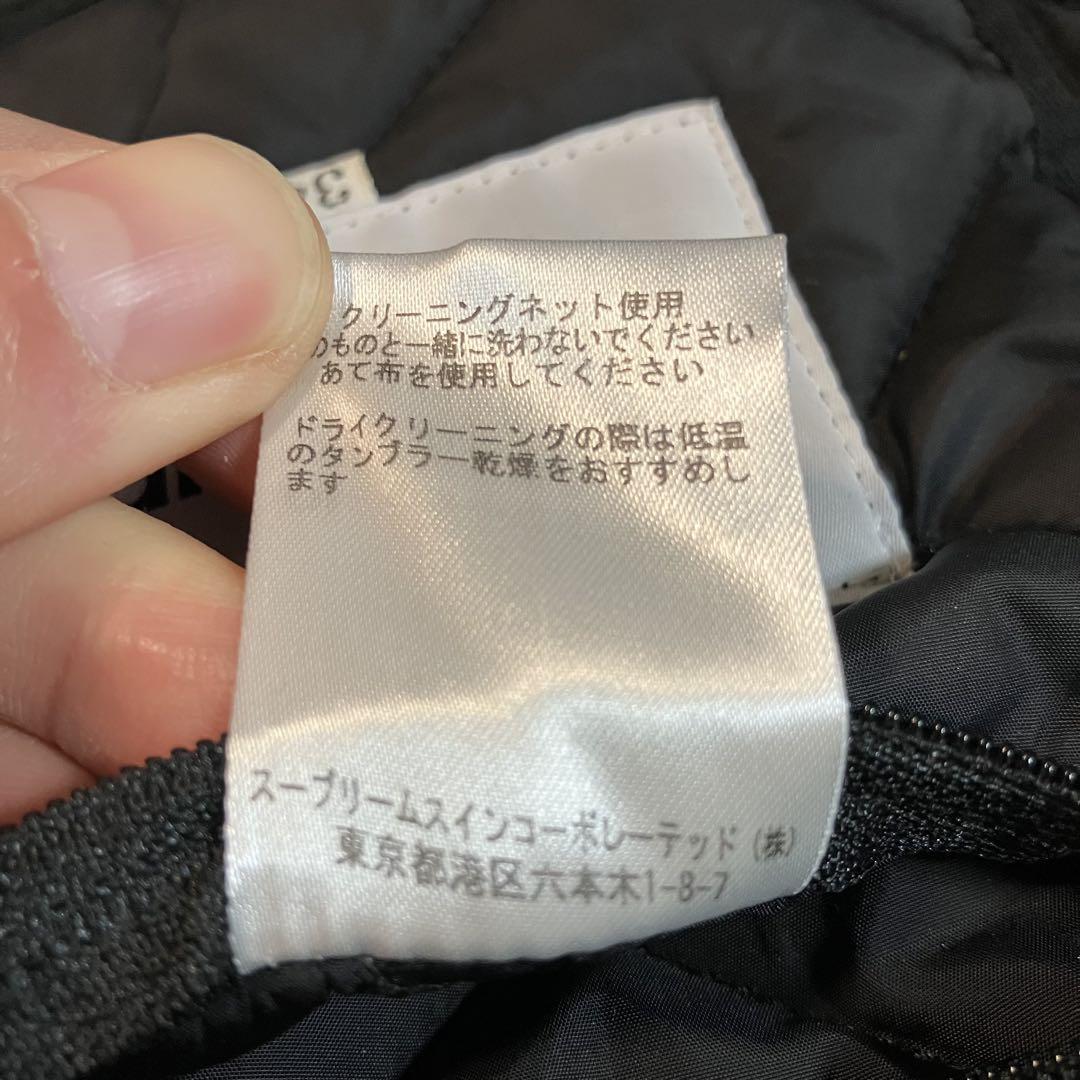 3
クリーニングネット使用
のものと一緒に洗わないでください
あて布を使用してください
ドライクリーニングの際は低温
のタンブラー乾燥をおすすめし
ます
スープリームスインコーポレーテッド(株)
東京都港区六本木1-8-7